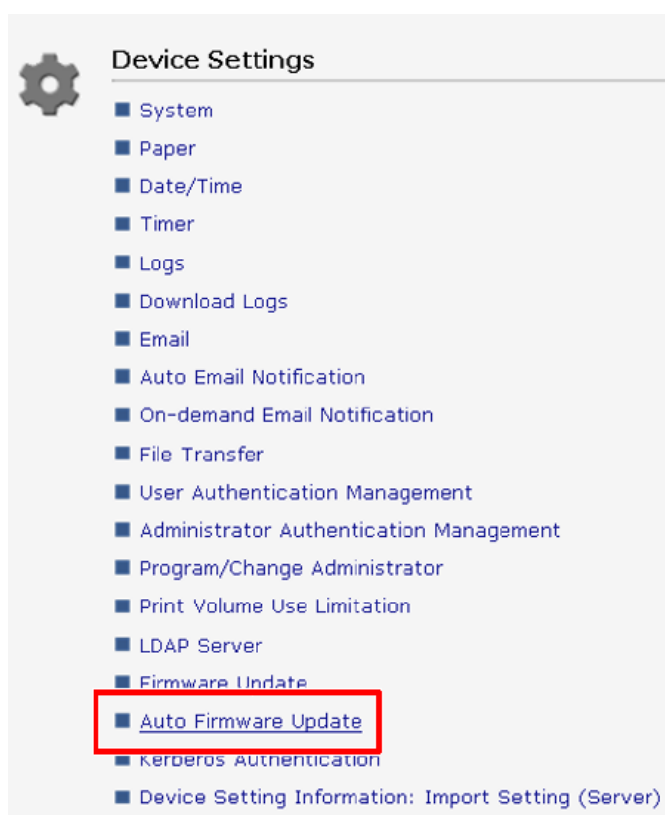 Device Settings
System
Paper
Date/Time
Timer
Logs
Download Logs
Email
Auto Email Notification
On-demand Email Notification
File Transfer
User Authentication Management
Administrator Authentication Management
Program/Change Administrator
Print Volume Use Limitation
LDAP Server
Firmware Update
Auto Firmware Update
Kerberos Authentication
Device Setting Information: Import Setting (Server)